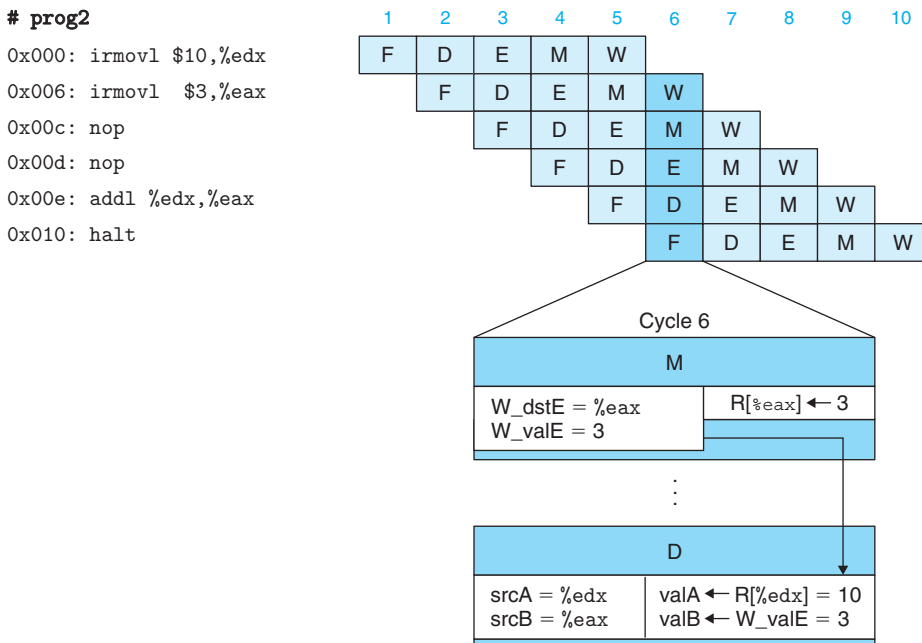 # prog2 1 2 3 4 5 6 7 8 9 10
0x000: irmovl $10,%edx F D E M W
0x006: irmovl $3,%eax F D E M W
0x00c: nop F D E M W
0x00d: nop F D E M W
0x00e: addl %edx,%eax F D E M W
0x010: halt F D E M W
Cycle 6
M
W_dstE = %eax R[%eax] ← 3
W_valE = 3
D
srcA = %edx valA ← R[%edx] = 10
srcB = %eax valB ← W_valE = 3